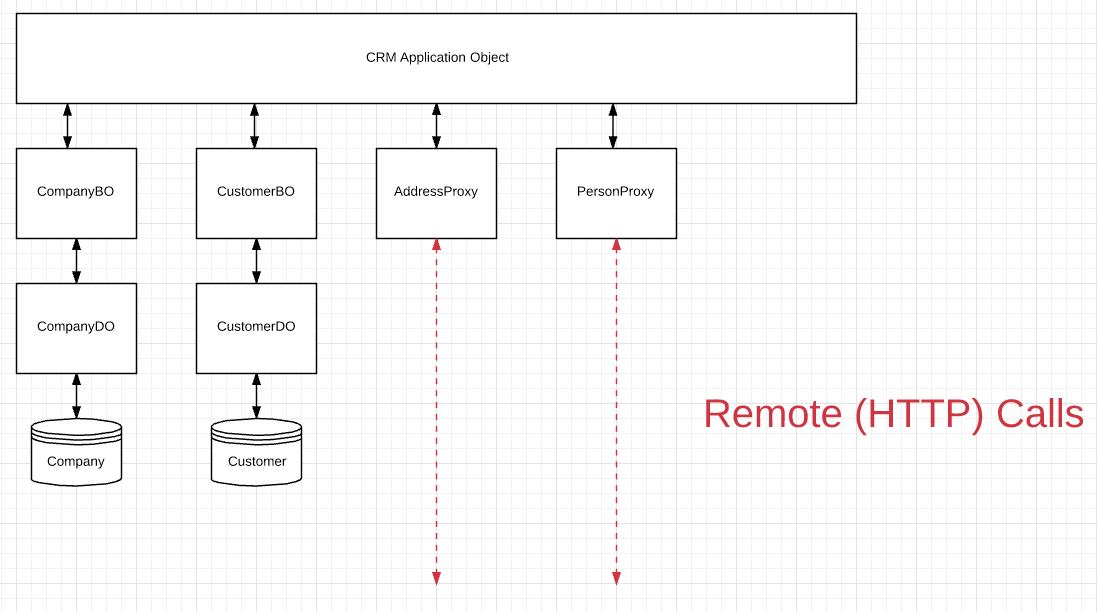 CRM Application Object
CompanyBO
CustomerBO
AddressProxy
PersonProxy
CompanyDO
CustomerDO
Remote (HTTP) Calls
Company
Customer